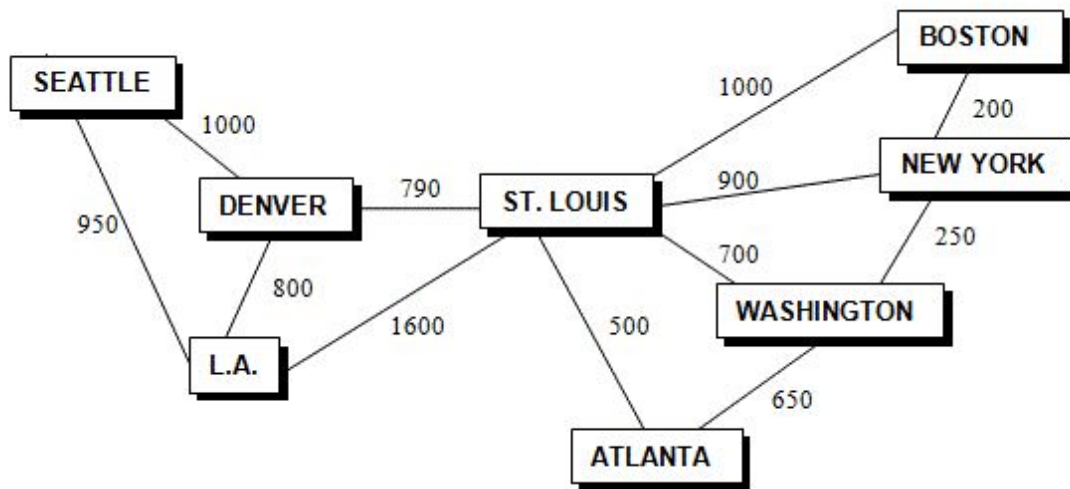 BOSTON
SEATTLE
1000
200
1000
NEW YORK
DENVER
790
ST. LOUIS
900
950
250
700
800
WASHINGTON
1600
500
L.A.
650
ATLANTA